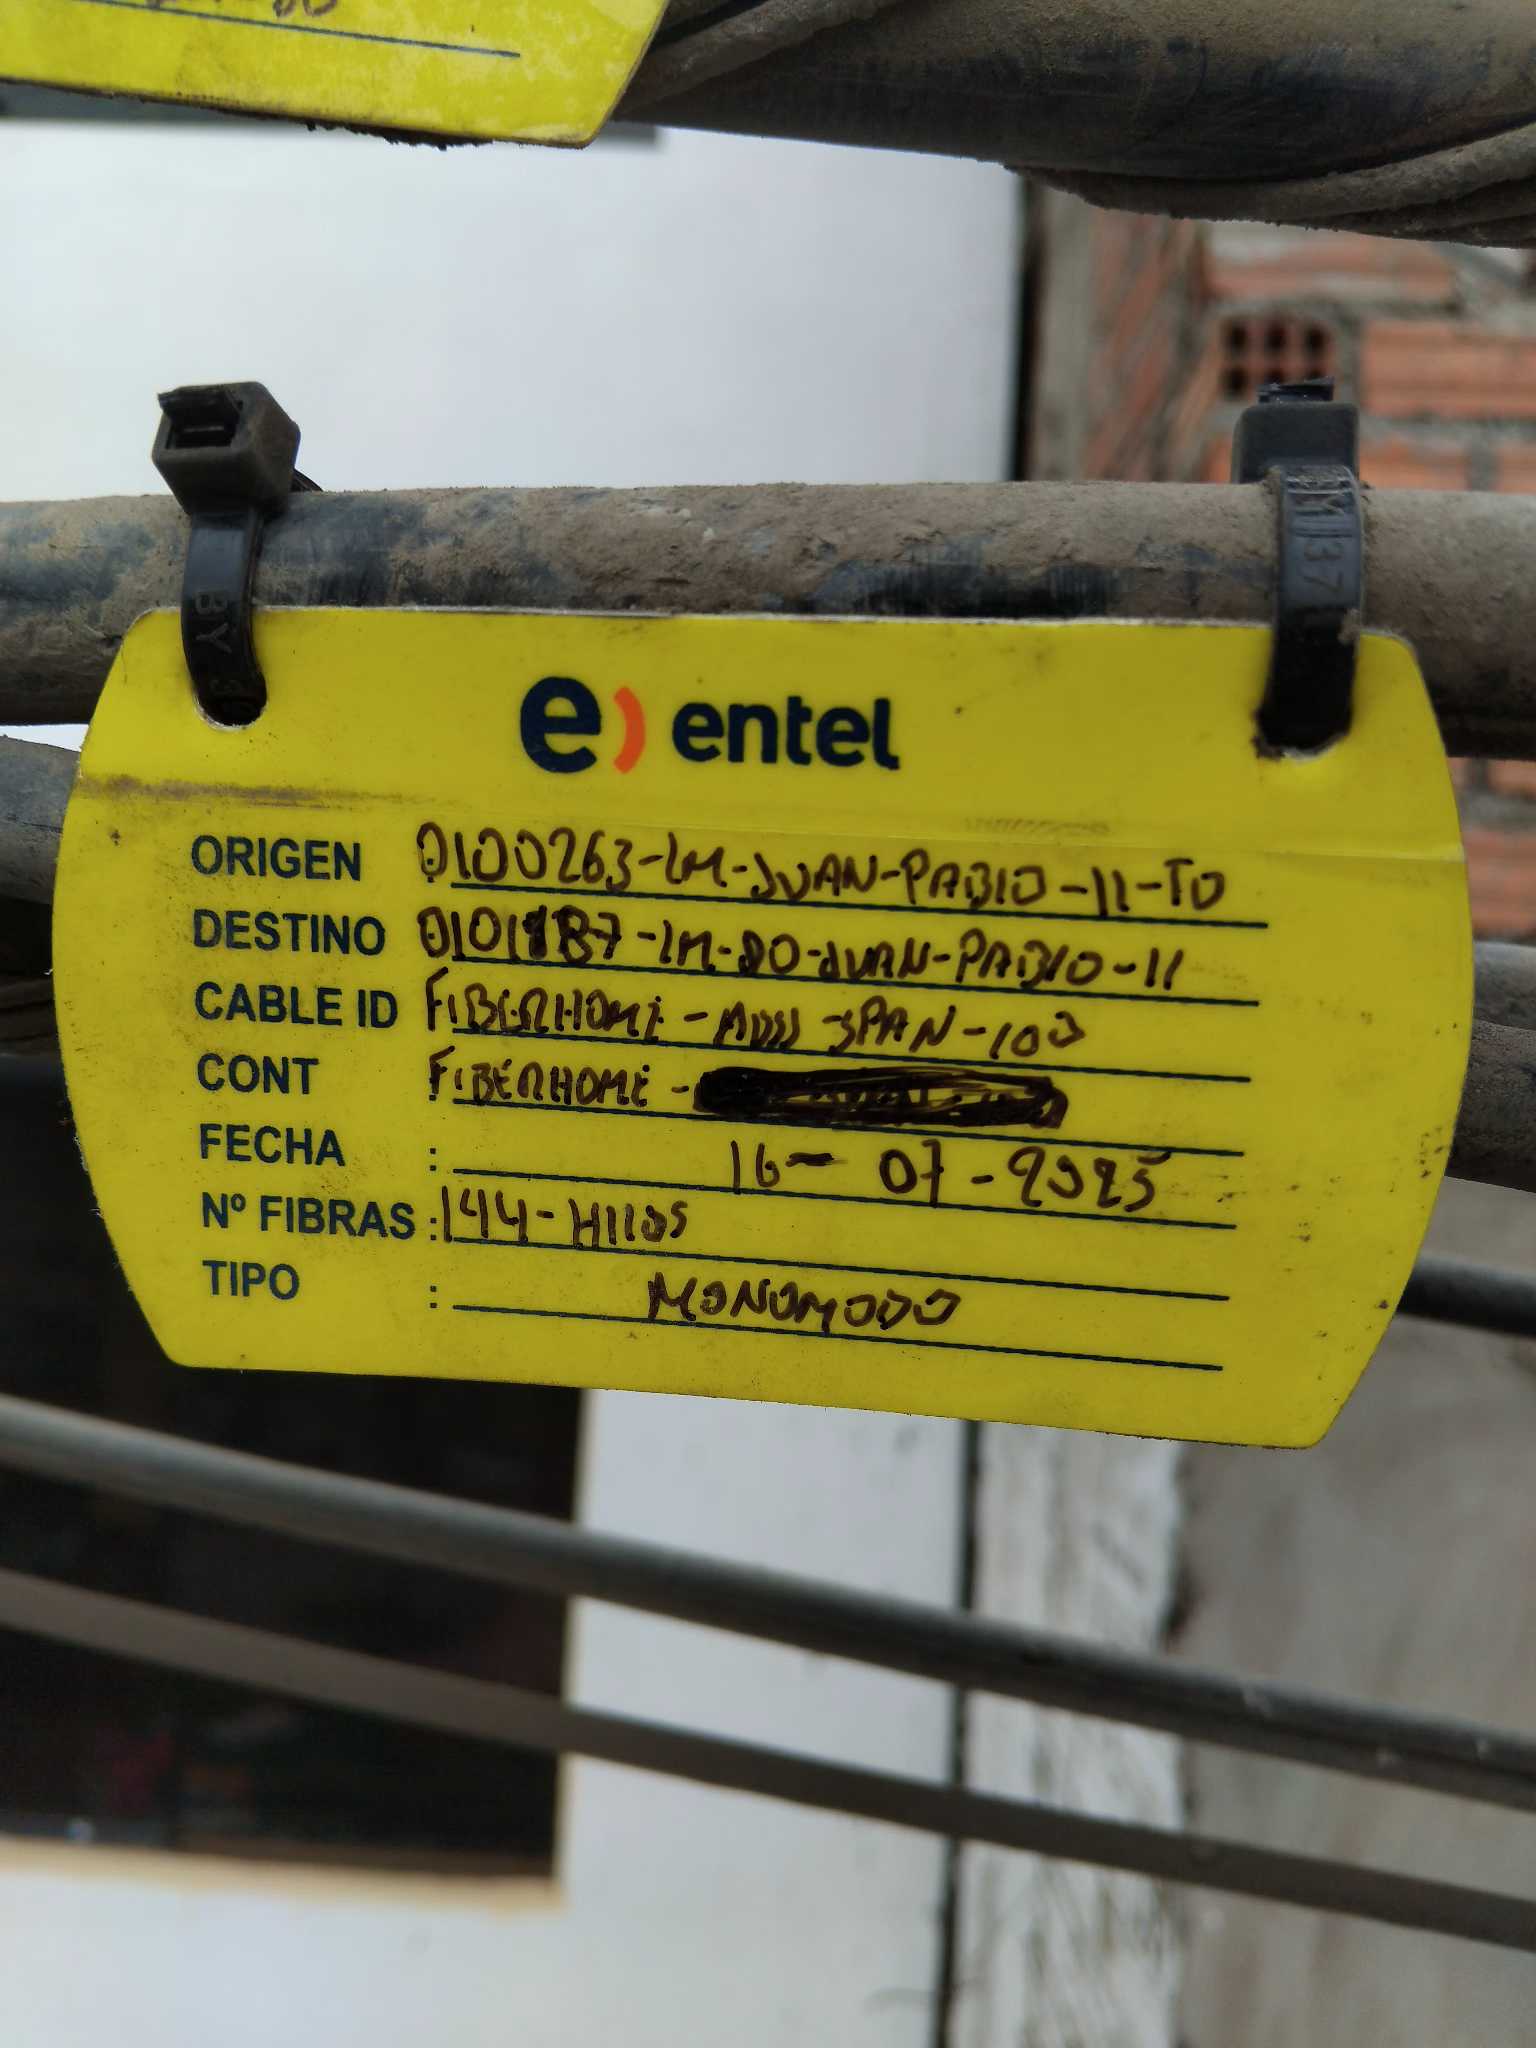 e) entel
ORIGEN : 0100263-LM-JUAN-PABLO-II-TO
DESTINO : 0101187-LM-DO-JUAN-PABLO-II
CABLE ID : FIBERHOME - ADSS SPAN-100
CONT : FIBERHOME -
FECHA : 16 - 07 - 2025
Nº FIBRAS : 144-HILOS
TIPO : MONOMODO